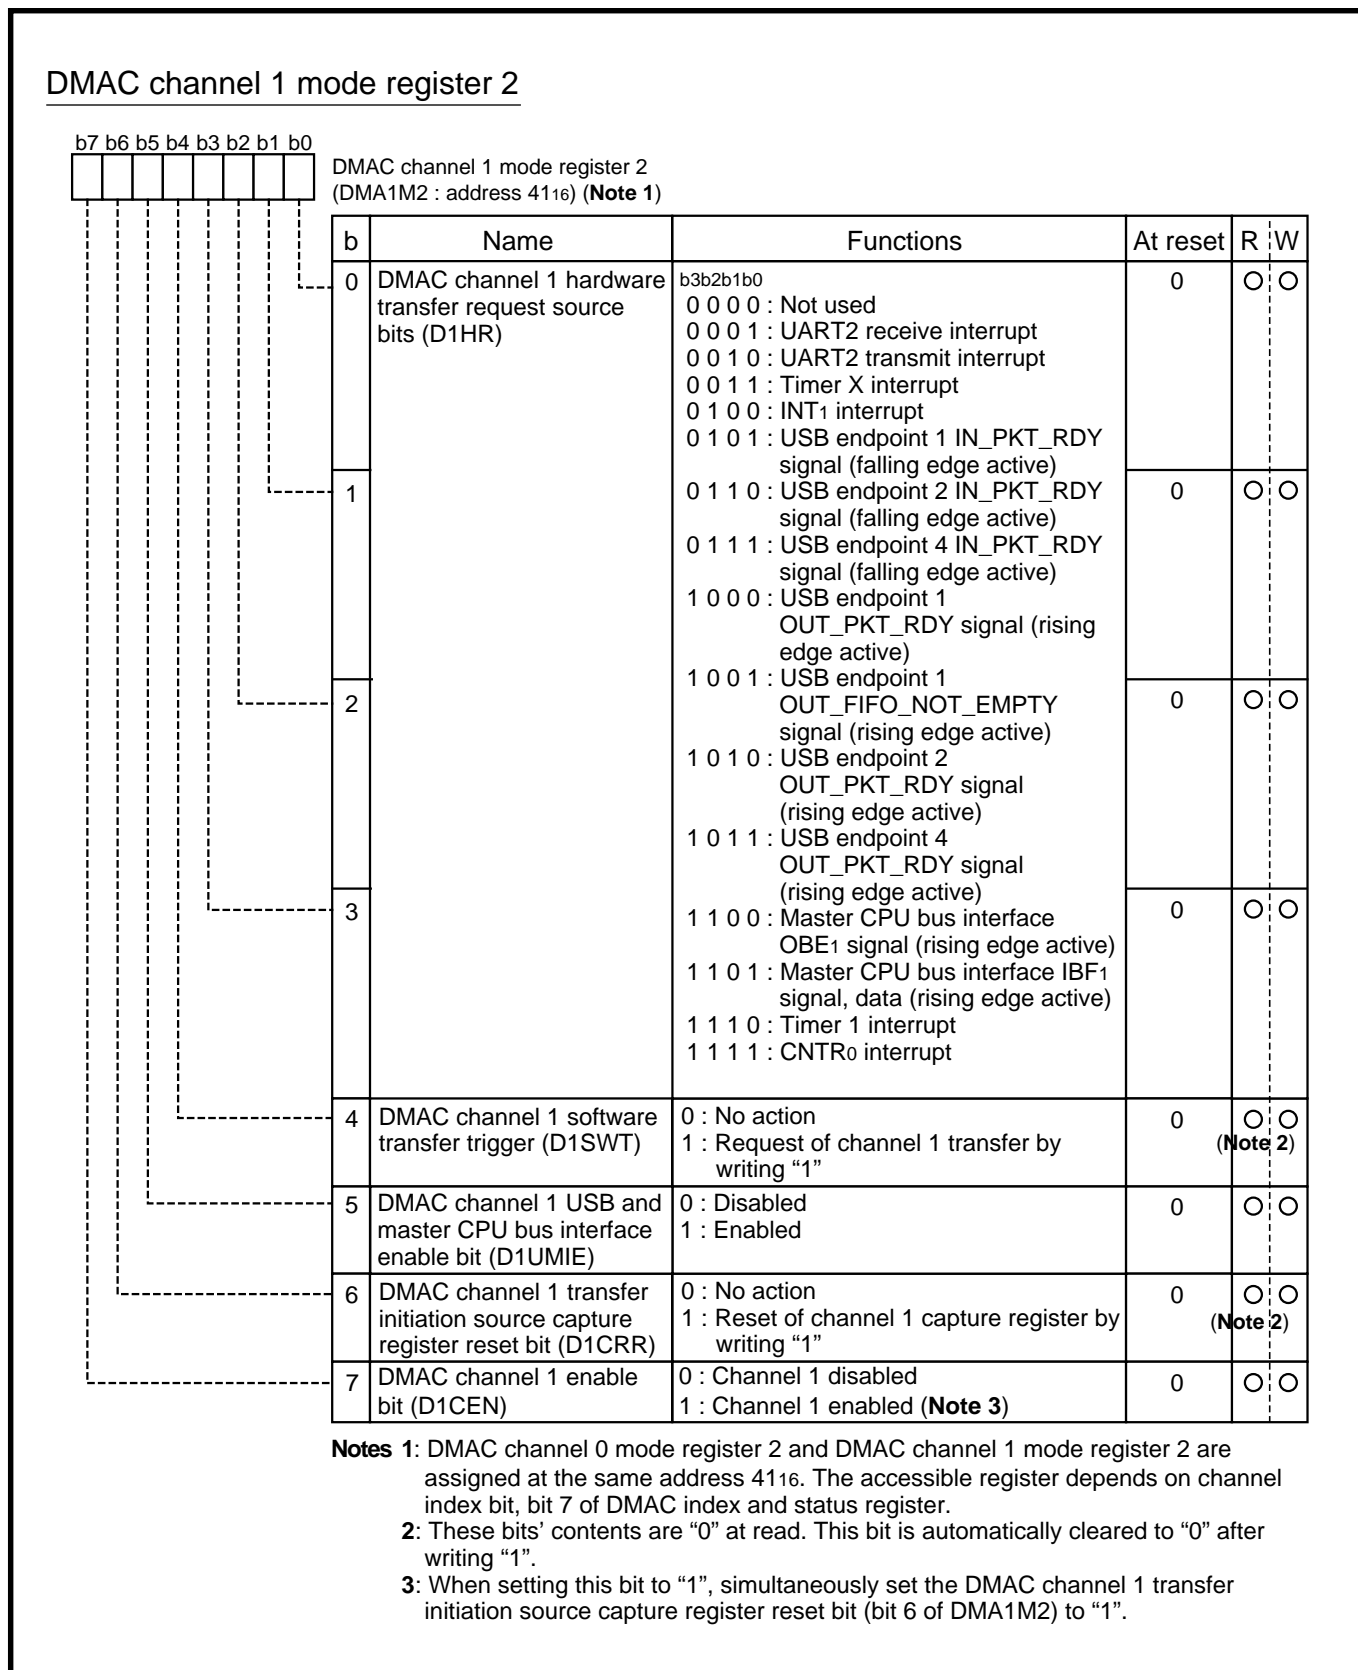 DMAC channel 1 mode register 2
b7 b6 b5 b4 b3 b2 b1 b0
DMAC channel 1 mode register 2
(DMA1M2 : address 4116) (Note 1)
b Name Functions At reset R W
0 DMAC channel 1 hardware transfer request source bits (D1HR)
b3b2b1b0
0 0 0 0 : Not used
0 0 0 1 : UART2 receive interrupt
0 0 1 0 : UART2 transmit interrupt
0 0 1 1 : Timer X interrupt
0 1 0 0 : INT1 interrupt
0 1 0 1 : USB endpoint 1 IN_PKT_RDY
signal (falling edge active)
0 O O
1
0 1 1 0 : USB endpoint 2 IN_PKT_RDY
signal (falling edge active)
0 1 1 1 : USB endpoint 4 IN_PKT_RDY
signal (falling edge active)
1 0 0 0 : USB endpoint 1
OUT_PKT_RDY signal (rising
edge active)
0 O O
2
1 0 0 1 : USB endpoint 1
OUT_FIFO_NOT_EMPTY
signal (rising edge active)
1 0 1 0 : USB endpoint 2
OUT_PKT_RDY signal
(rising edge active)
1 0 1 1 : USB endpoint 4
OUT_PKT_RDY signal
(rising edge active)
0 O O
3
1 1 0 0 : Master CPU bus interface
OBE1 signal (rising edge active)
1 1 0 1 : Master CPU bus interface IBF1
signal, data (rising edge active)
1 1 1 0 : Timer 1 interrupt
1 1 1 1 : CNTR0 interrupt
0 O O
4 DMAC channel 1 software
transfer trigger (D1SWT)
0 : No action
1 : Request of channel 1 transfer by
writing “1”
0 O O
(Note 2)
5 DMAC channel 1 USB and
master CPU bus interface
enable bit (D1UMIE)
0 : Disabled
1 : Enabled
0 O O
6 DMAC channel 1 transfer
initiation source capture
register reset bit (D1CRR)
0 : No action
1 : Reset of channel 1 capture register by
writing “1”
0 O O
(Note 2)
7 DMAC channel 1 enable
bit (D1CEN)
0 : Channel 1 disabled
1 : Channel 1 enabled (Note 3)
0 O O
Notes 1: DMAC channel 0 mode register 2 and DMAC channel 1 mode register 2 are
assigned at the same address 4116. The accessible register depends on channel
index bit, bit 7 of DMAC index and status register.
2: These bits’ contents are “0” at read. This bit is automatically cleared to “0” after
writing “1”.
3: When setting this bit to “1”, simultaneously set the DMAC channel 1 transfer
initiation source capture register reset bit (bit 6 of DMA1M2) to “1”.